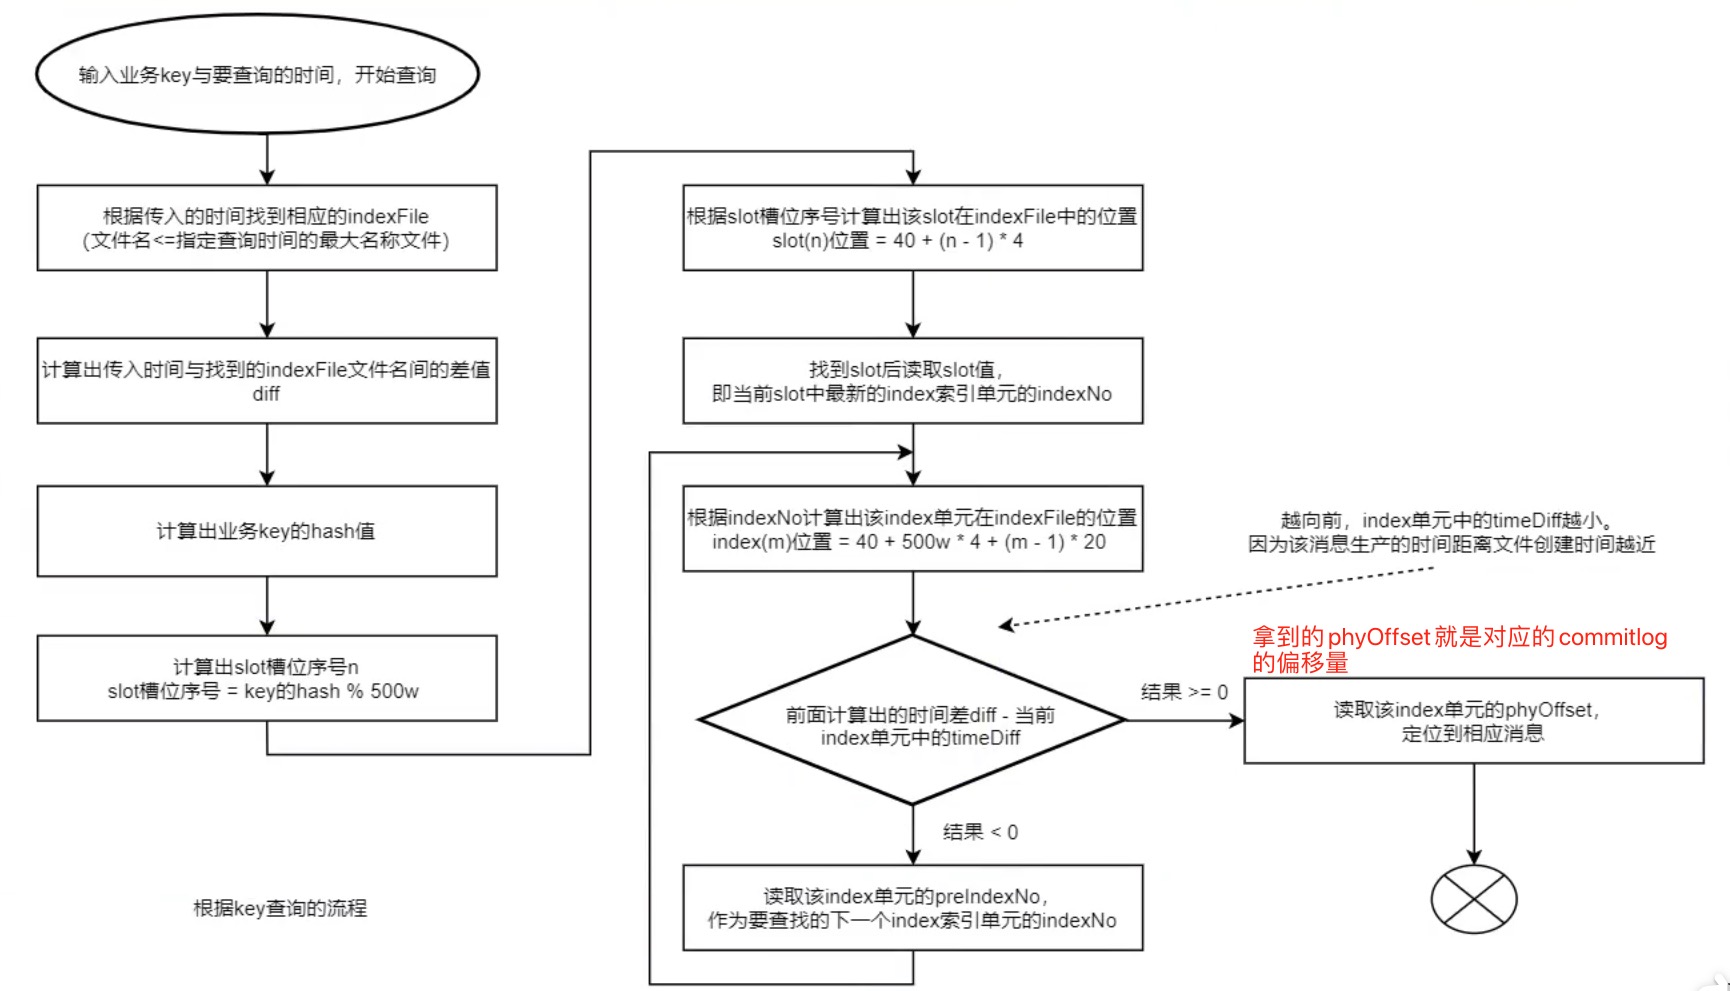 输入业务key与要查询的时间，开始查询
根据传入的时间找到相应的indexFile
(文件名<=指定查询时间的最大名称文件)
计算出传入时间与找到的indexFile文件名间的差值
diff
计算出业务key的hash值
计算出slot槽位序号n
slot槽位序号 = key的hash % 500w
根据slot槽位序号计算出该slot在indexFile中的位置
slot(n)位置 = 40 + (n - 1) * 4
找到slot后读取slot值，
即当前slot中最新的index索引单元的indexNo
根据indexNo计算出该index单元在indexFile的位置
index(m)位置 = 40 + 500w * 4 + (m - 1) * 20
越向前，index单元中的timeDiff越小。
因为该消息生产的时间距离文件创建时间越近
前面计算出的时间差diff - 当前
index单元中的timeDiff
结果 >= 0
拿到的phyOffset就是对应的commitlog
的偏移量
读取该index单元的phyOffset，
定位到相应消息
结果 < 0
读取该index单元的preIndexNo，
作为要查找的下一个index索引单元的indexNo
根据key查询的流程